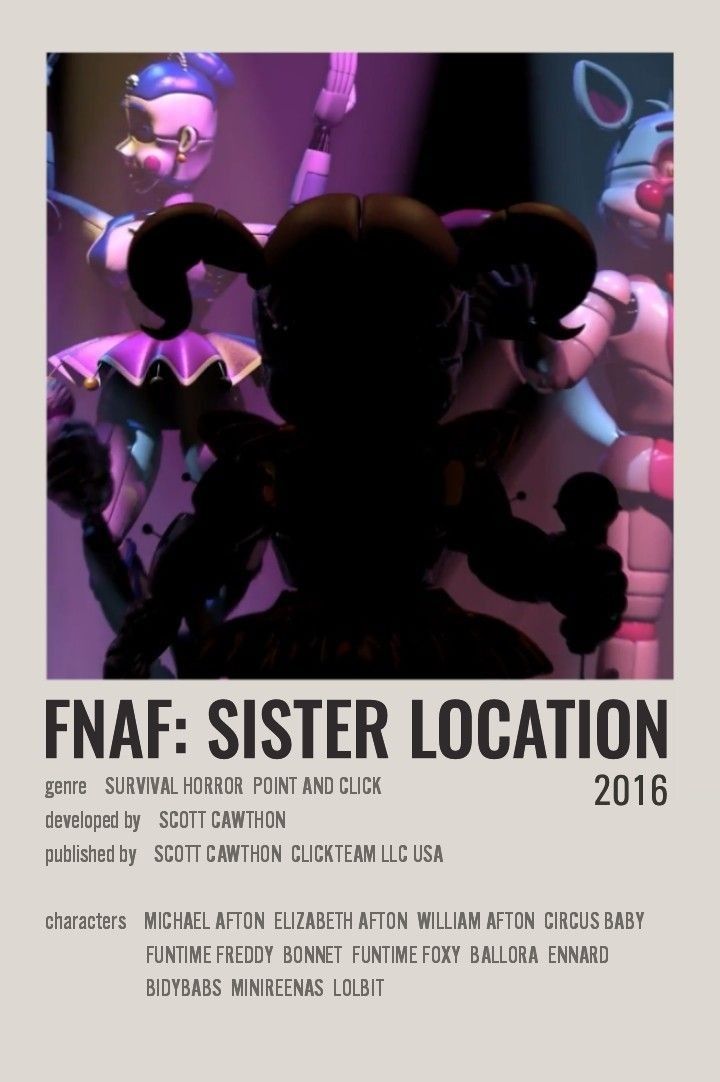 FNAF: SISTER LOCATION
2016
genre SURVIVAL HORROR POINT AND CLICK
developed by SCOTT CAWTHON
published by SCOTT CAWTHON CLICKTEAM LLC USA
characters MICHAEL AFTON ELIZABETH AFTON WILLIAM AFTON CIRCUS BABY
FUNTIME FREDDY BONNET FUNTIME FOXY BALLORA ENNARD
BIDYBABS MINIREENAS LOLBIT